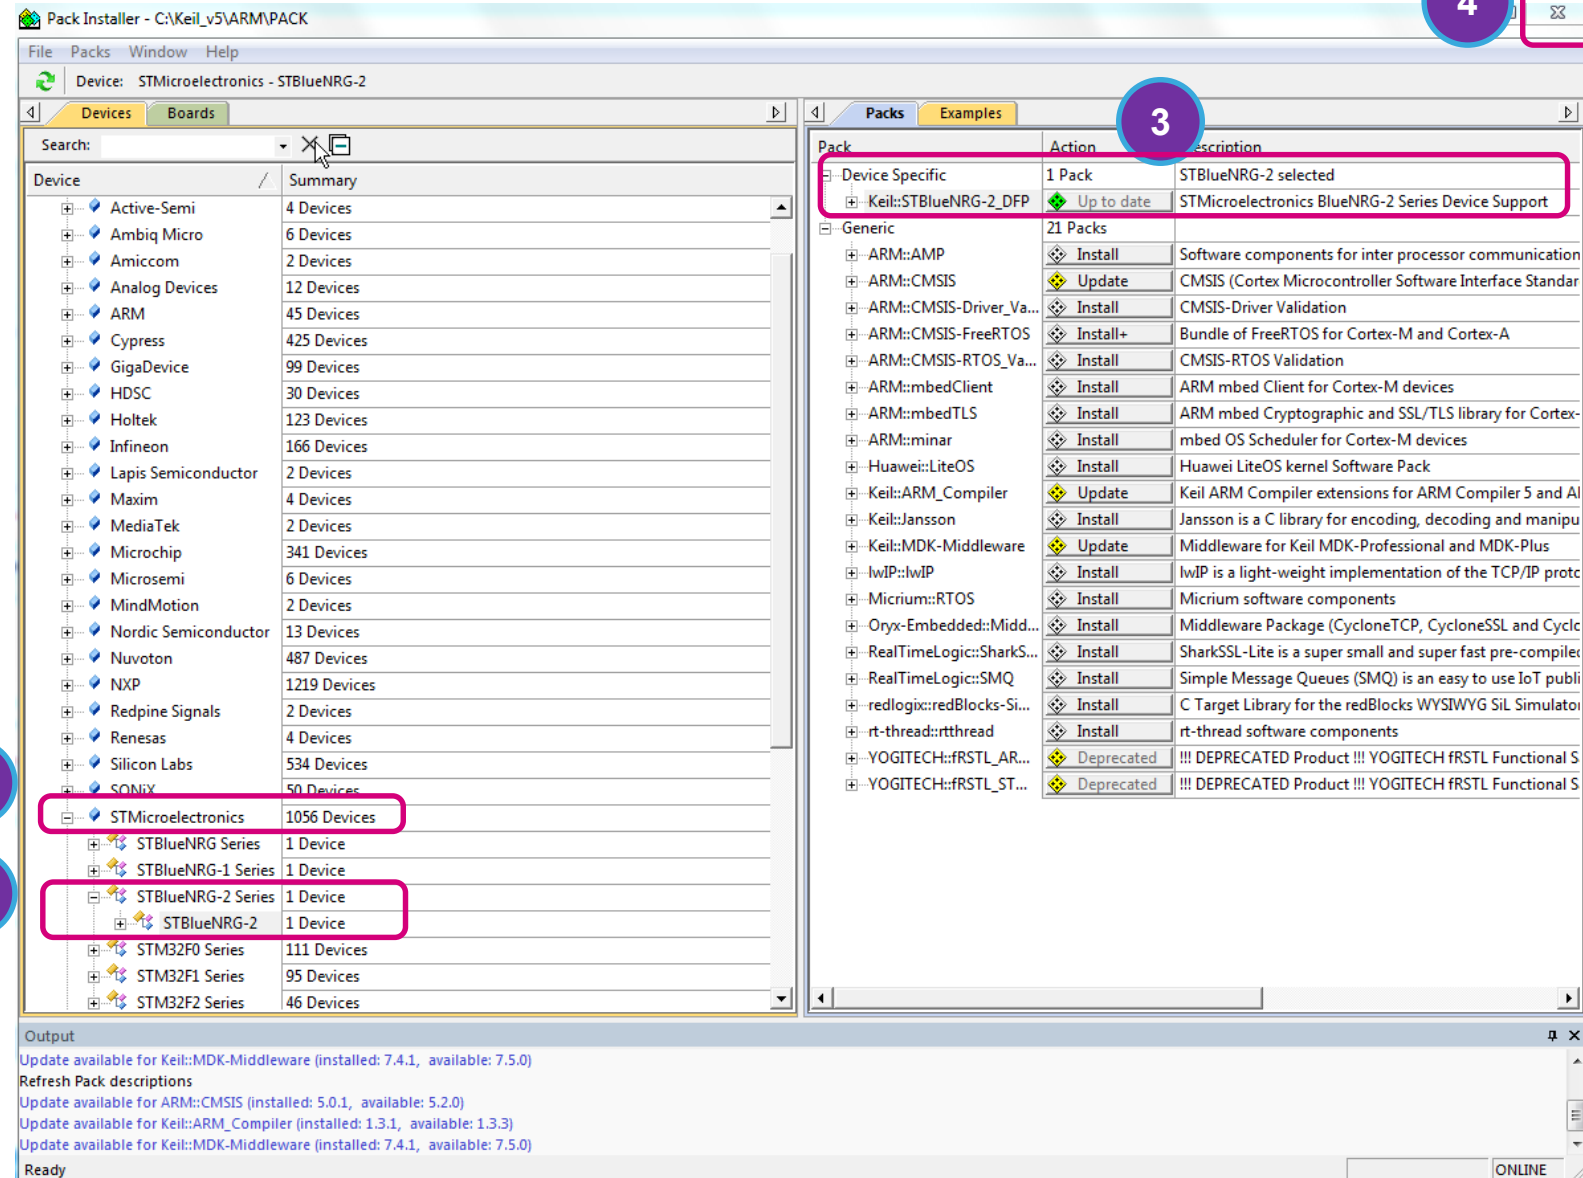 Pack Installer - C:\Keil_v5\ARM\PACK
4
File Packs Window Help
Device: STMicroelectronics - STBlueNRG-2
Devices Boards
Packs Examples
3
Search:
Pack Action escription
Device Summary
Device Specific 1 Pack STBlueNRG-2 selected
Keil::STBlueNRG-2_DFP Up to date STMicroelectronics BlueNRG-2 Series Device Support
Generic 21 Packs
ARM::AMP Install Software components for inter processor communication
ARM::CMSIS Update CMSIS (Cortex Microcontroller Software Interface Standar
ARM::CMSIS-Driver_Va... Install CMSIS-Driver Validation
ARM::CMSIS-FreeRTOS Install+ Bundle of FreeRTOS for Cortex-M and Cortex-A
ARM::CMSIS-RTOS_Va... Install CMSIS-RTOS Validation
ARM::mbedClient Install ARM mbed Client for Cortex-M devices
ARM::mbedTLS Install ARM mbed Cryptographic and SSL/TLS library for Cortex-
ARM::minar Install mbed OS Scheduler for Cortex-M devices
Huawei::LiteOS Install Huawei LiteOS kernel Software Pack
Keil::ARM_Compiler Update Keil ARM Compiler extensions for ARM Compiler 5 and
Keil::Jansson Install Jansson is a C library for encoding, decoding and manipu
Keil::MDK-Middleware Update Middleware for Keil MDK-Professional and MDK-Plus
lwIP::lwIP Install lwIP is a light-weight implementation of the TCP/IP protc
Micrium::RTOS Install Micrium software components
Oryx-Embedded::Midd... Install Middleware Package (CycloneTCP, CycloneSSL and Cyclc
RealTimeLogic::SharkS... Install SharkSSL-Lite is a super small and super fast pre-compiled
RealTimeLogic::SMQ Install Simple Message Queues (SMQ) is an easy to use IoT publi
redlogix::redBlocks-Si... Install C Target Library for the redBlocks WYSIWYG SiL Simulator
rt-thread::rtthread Install rt-thread software components
YOGITECH::fRSTL_AR... Deprecated !!! DEPRECATED Product !!! YOGITECH fRSTL Functional S
YOGITECH::fRSTL_ST... Deprecated !!! DEPRECATED Product !!! YOGITECH fRSTL Functional S
Active-Semi 4 Devices
Ambiq Micro 6 Devices
Amiccom 2 Devices
Analog Devices 12 Devices
ARM 45 Devices
Cypress 425 Devices
GigaDevice 99 Devices
HDSC 30 Devices
Holtek 123 Devices
Infineon 166 Devices
Lapis Semiconductor 2 Devices
Maxim 4 Devices
MediaTek 2 Devices
Microchip 341 Devices
Microsemi 6 Devices
MindMotion 2 Devices
Nordic Semiconductor 13 Devices
Nuvoton 487 Devices
NXP 1219 Devices
Redpine Signals 2 Devices
Renesas 4 Devices
Silicon Labs 534 Devices
SONiX 50 Devices
STMicroelectronics 1056 Devices
STBlueNRG Series 1 Device
STBlueNRG-1 Series 1 Device
STBlueNRG-2 Series 1 Device
STBlueNRG-2 1 Device
STM32F0 Series 111 Devices
STM32F1 Series 95 Devices
STM32F2 Series 46 Devices
Output
Update available for Keil::MDK-Middleware (installed: 7.4.1, available: 7.5.0)
Refresh Pack descriptions
Update available for ARM::CMSIS (installed: 5.0.1, available: 5.2.0)
Update available for Keil::ARM_Compiler (installed: 1.3.1, available: 1.3.3)
Update available for Keil::MDK-Middleware (installed: 7.4.1, available: 7.5.0)
Ready ONLINE